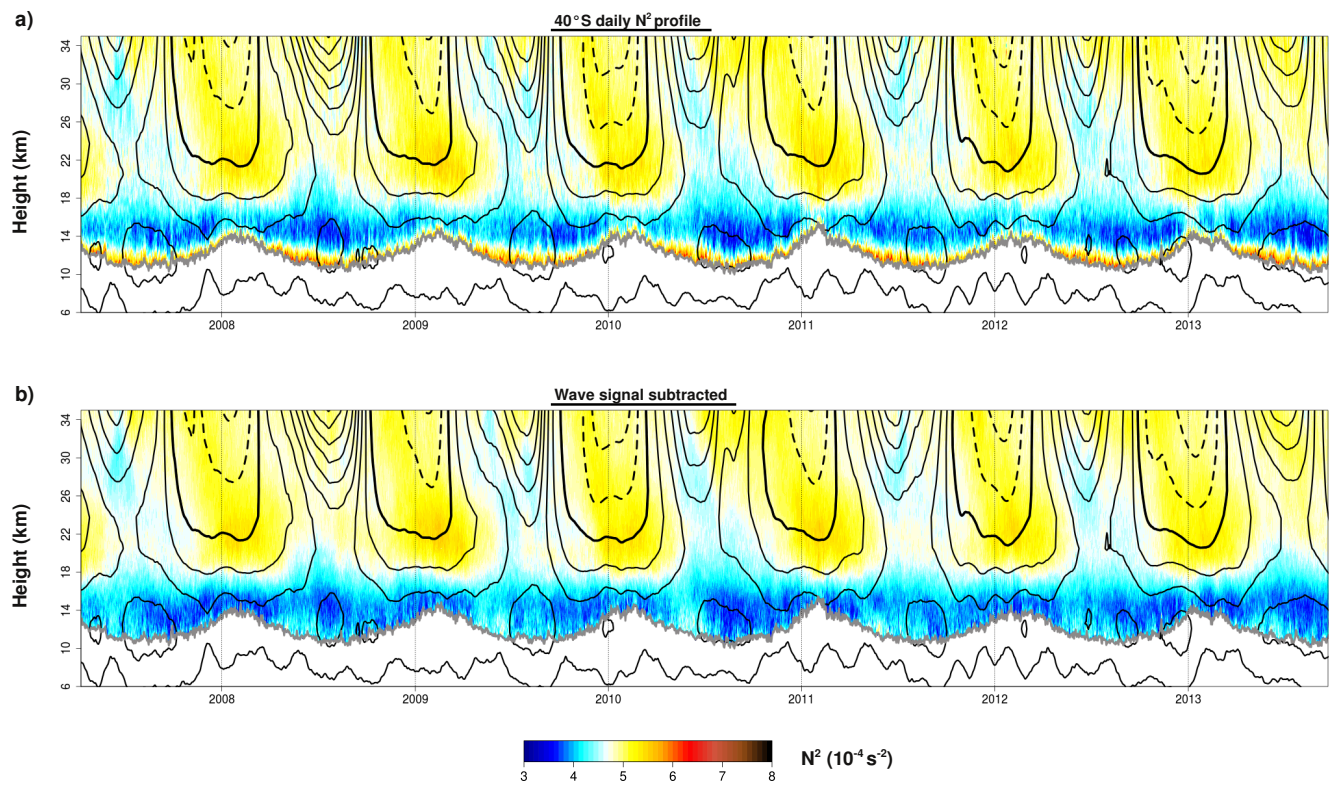 a)
40°S daily N² profile
Height (km)
34
30
26
22
18
14
10
6
2008 2009 2010 2011 2012 2013
b)
Wave signal subtracted
Height (km)
34
30
26
22
18
14
10
6
2008 2009 2010 2011 2012 2013
3 4 5 6 7 8
N² (10⁻⁴ s⁻²)